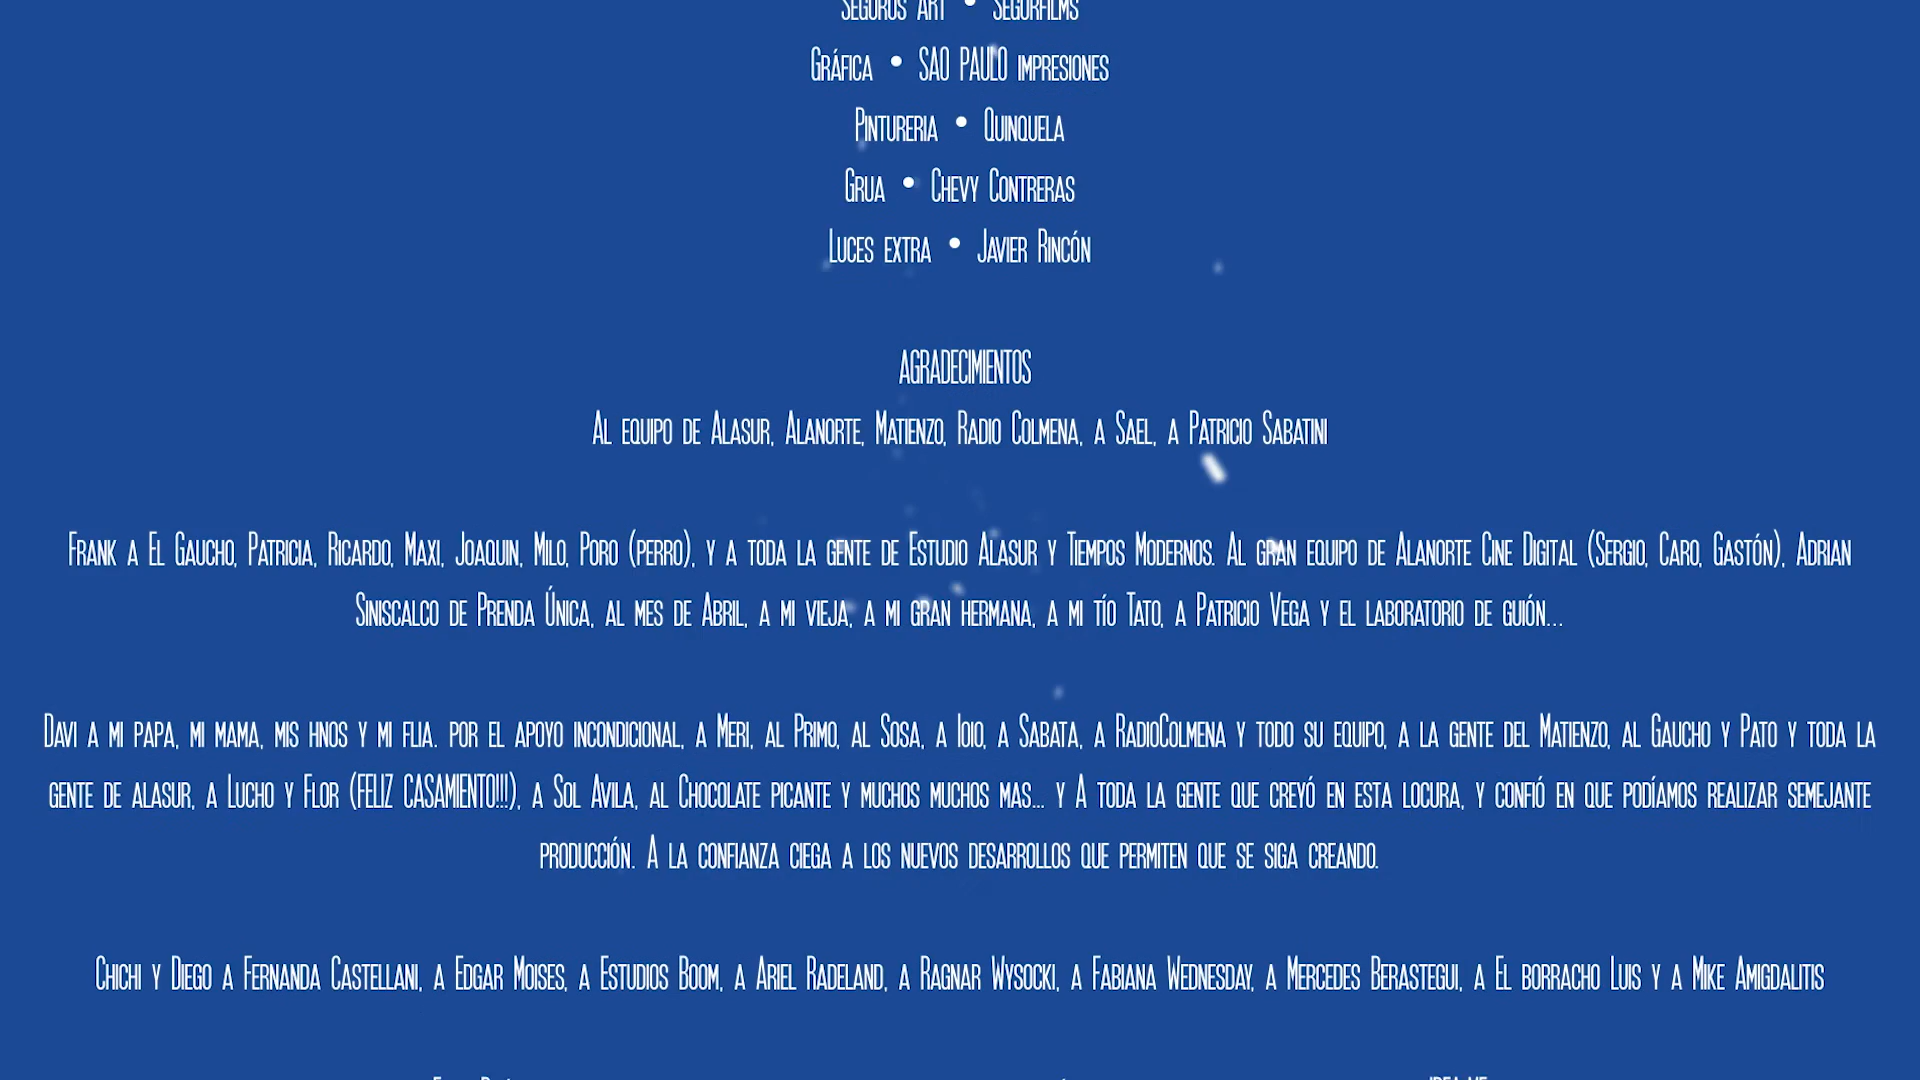 SEGUROS ART • SEGURFILMS
GRÁFICA • SAO PAULO IMPRESIONES
PINTURERIA • QUINQUELA
GRUA • CHEVY CONTRERAS
LUCES EXTRA • JAVIER RINCÓN
AGRADECIMIENTOS
AL EQUIPO DE ALASUR, ALANORTE, MATIENZO, RADIO COLMENA, A SAEL, A PATRICIO SABATINI
FRANK A EL GAUCHO, PATRICIA, RICARDO, MAXI, JOAQUIN, MILO, PORO (PERRO), Y A TODA LA GENTE DE ESTUDIO ALASUR Y TIEMPOS MODERNOS. AL GRAN EQUIPO DE ALANORTE CINE DIGITAL (SERGIO, CARO, GASTÓN), ADRIAN
SINISCALCO DE PRENDA ÚNICA, AL MES DE ABRIL, A MI VIEJA, A MI GRAN HERMANA, A MI TÍO TATO, A PATRICIO VEGA Y EL LABORATORIO DE GUIÓN...
DAVI A MI PAPA, MI MAMA, MIS HNOS Y MI FLIA. POR EL APOYO INCONDICIONAL, A MERI, AL PRIMO, AL SOSA, A IOIO, A SABATA, A RADIOCOLMENA Y TODO SU EQUIPO, A LA GENTE DEL MATIENZO, AL GAUCHO Y PATO Y TODA LA
GENTE DE ALASUR, A LUCHO Y FLOR (FELIZ CASAMIENTO!!!), A SOL AVILA, AL CHOCOLATE PICANTE Y MUCHOS MUCHOS MAS... Y A TODA LA GENTE QUE CREYÓ EN ESTA LOCURA, Y CONFIÓ EN QUE PODÍAMOS REALIZAR SEMEJANTE
PRODUCCIÓN. A LA CONFIANZA CIEGA A LOS NUEVOS DESARROLLOS QUE PERMITEN QUE SE SIGA CREANDO.
CHICHI Y DIEGO A FERNANDA CASTELLANI, A EDGAR MOISES, A ESTUDIOS BOOM, A ARIEL RADELAND, A RAGNAR WYSOCKI, A FABIANA WEDNESDAY, A MERCEDES BERASTEGUI, A EL BORRACHO LUIS Y A MIKE AMIGDALITIS